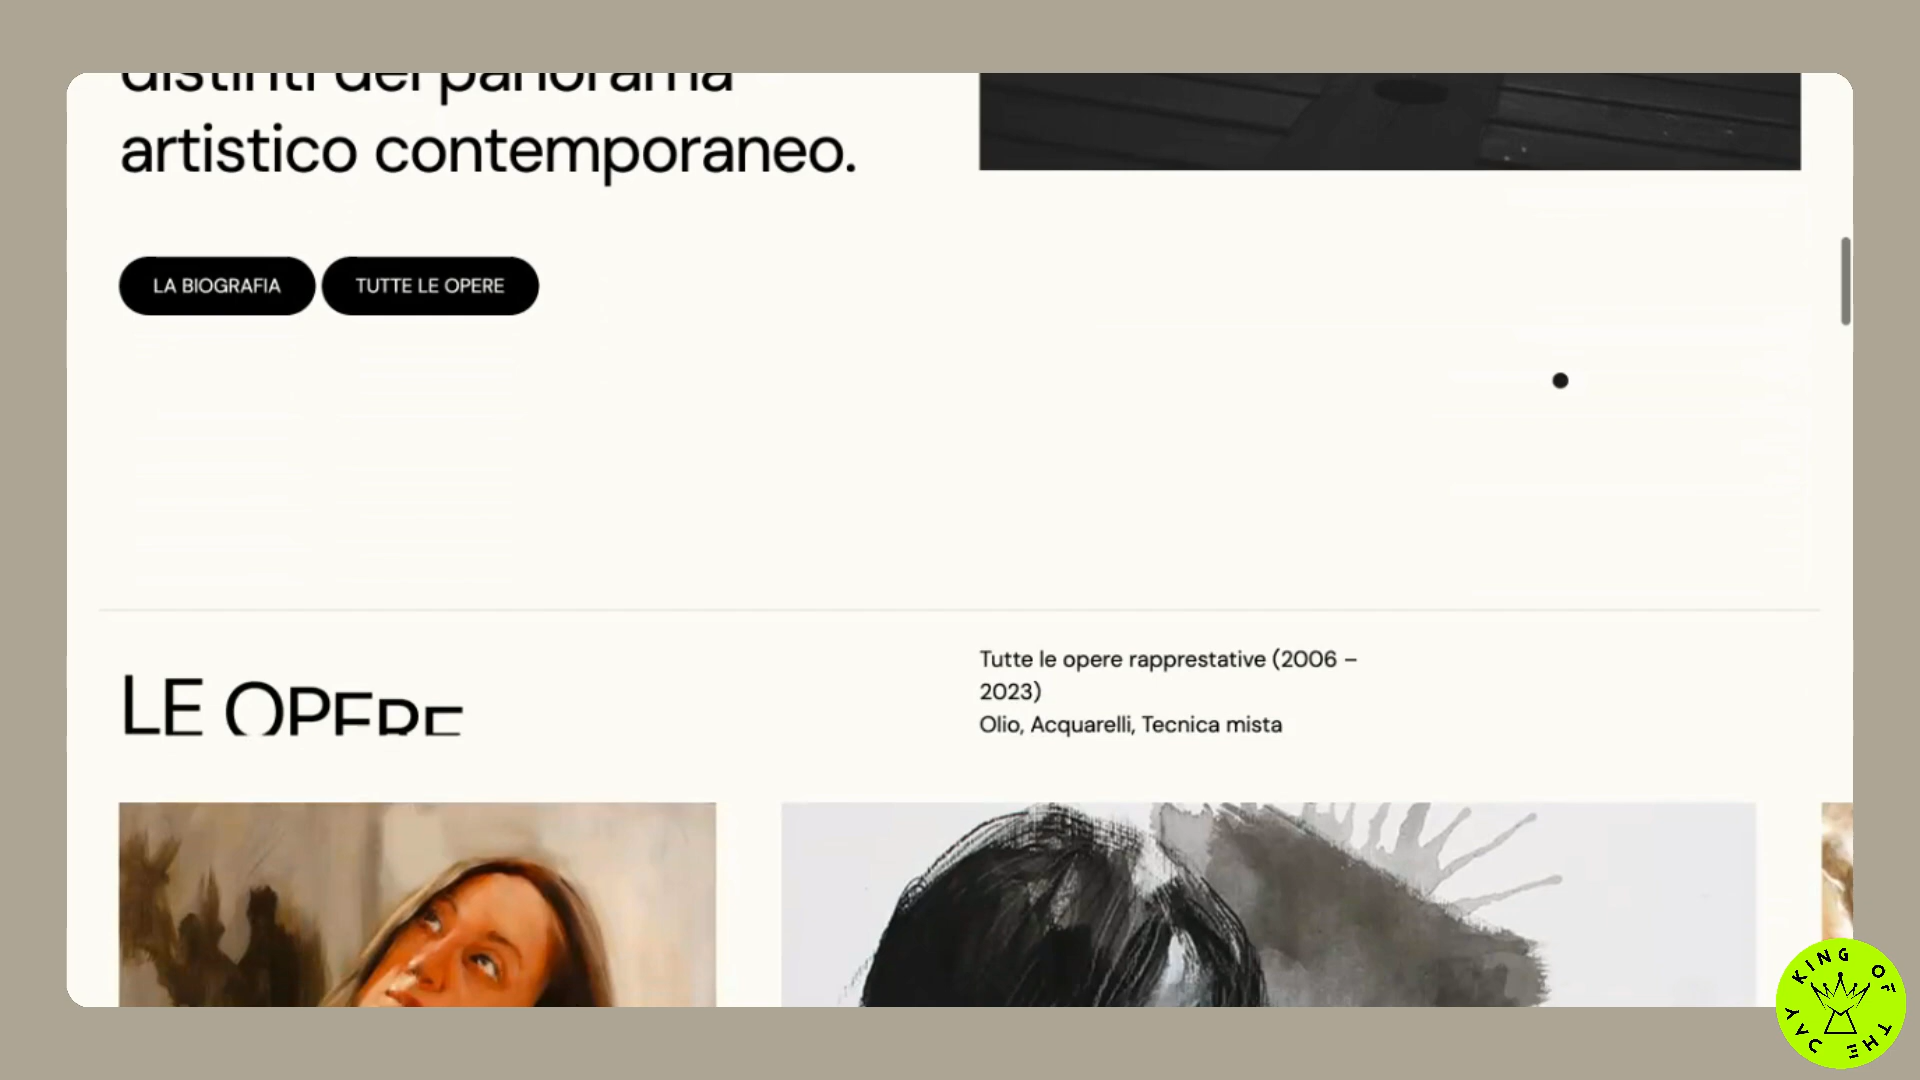 distinti del panorama
artistico contemporaneo.
LA BIOGRAFIA
TUTTE LE OPERE
LE OPERE
Tutte le opere rapprestative (2006 –
2023)
Olio, Acquarelli, Tecnica mista
KING OF THE DAY